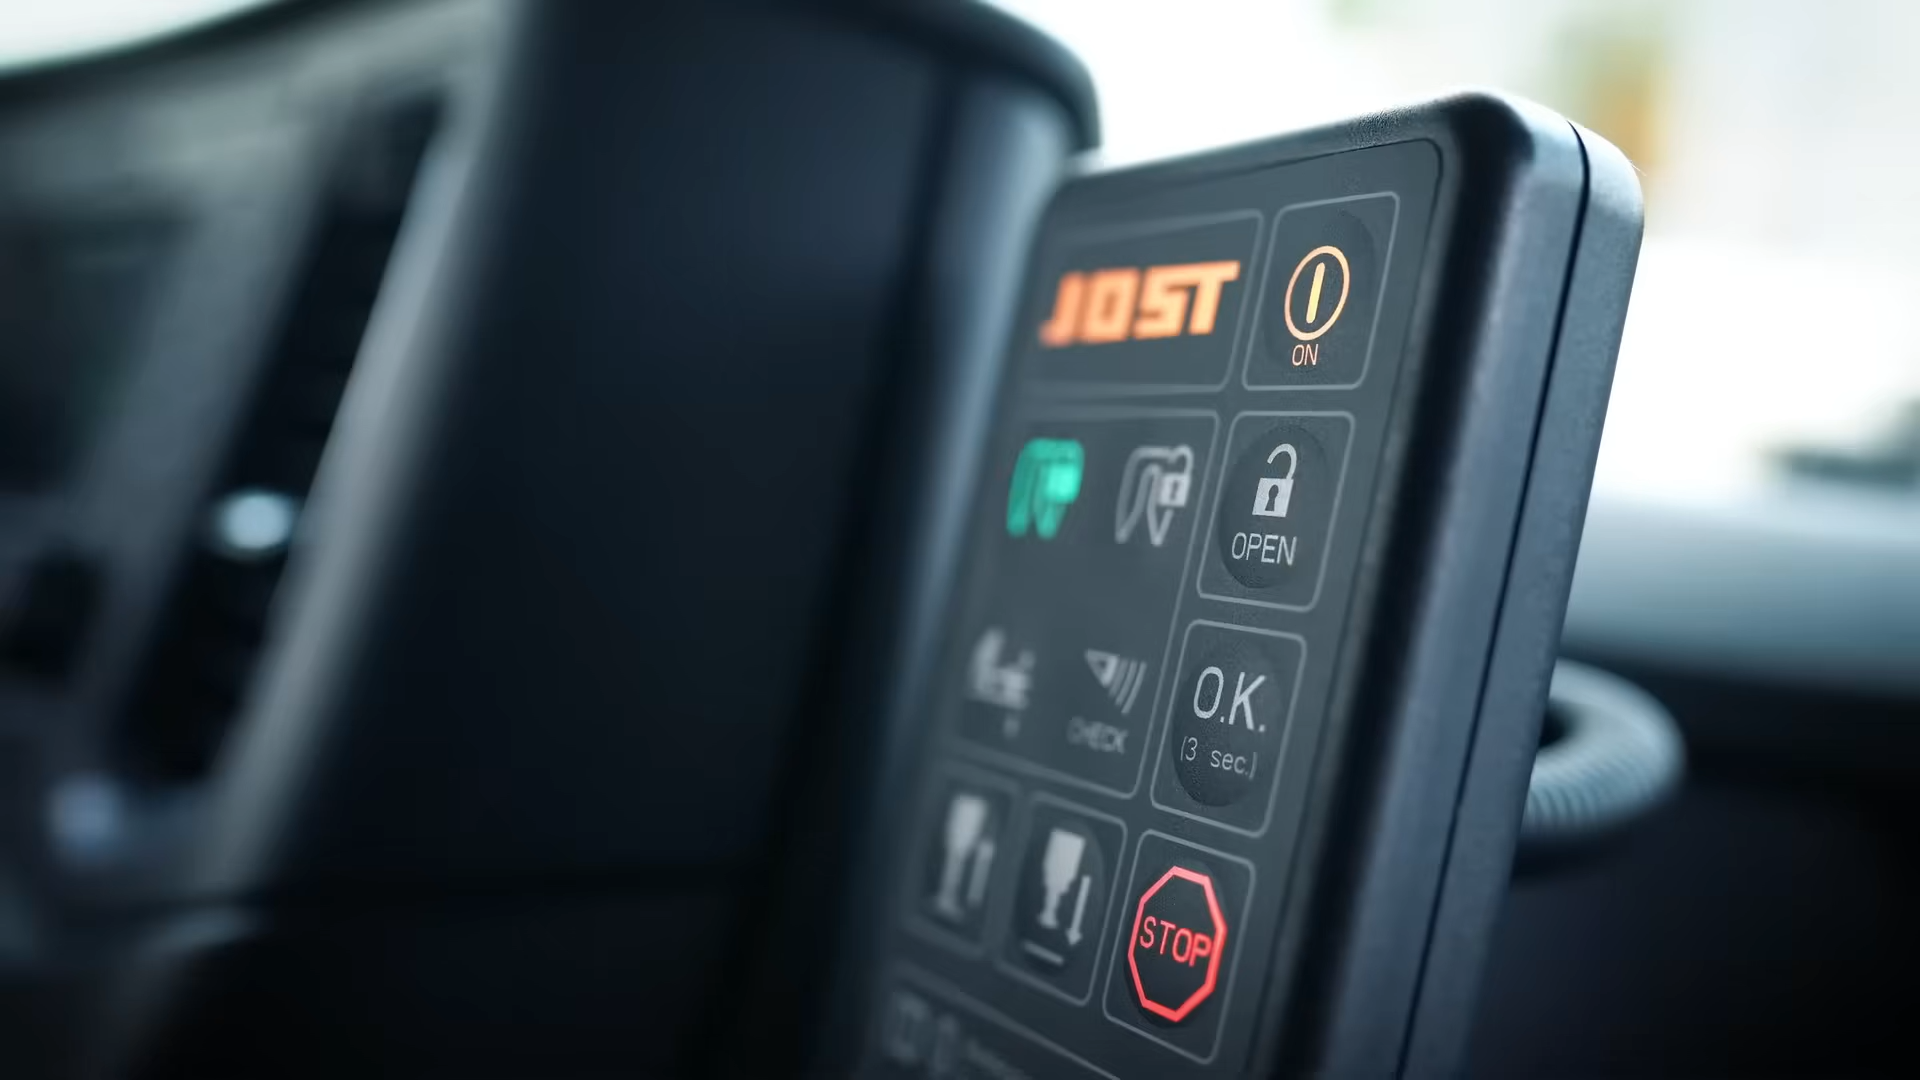 JOST
ON
OPEN
CHECK
O.K.
(3 sec.)
STOP